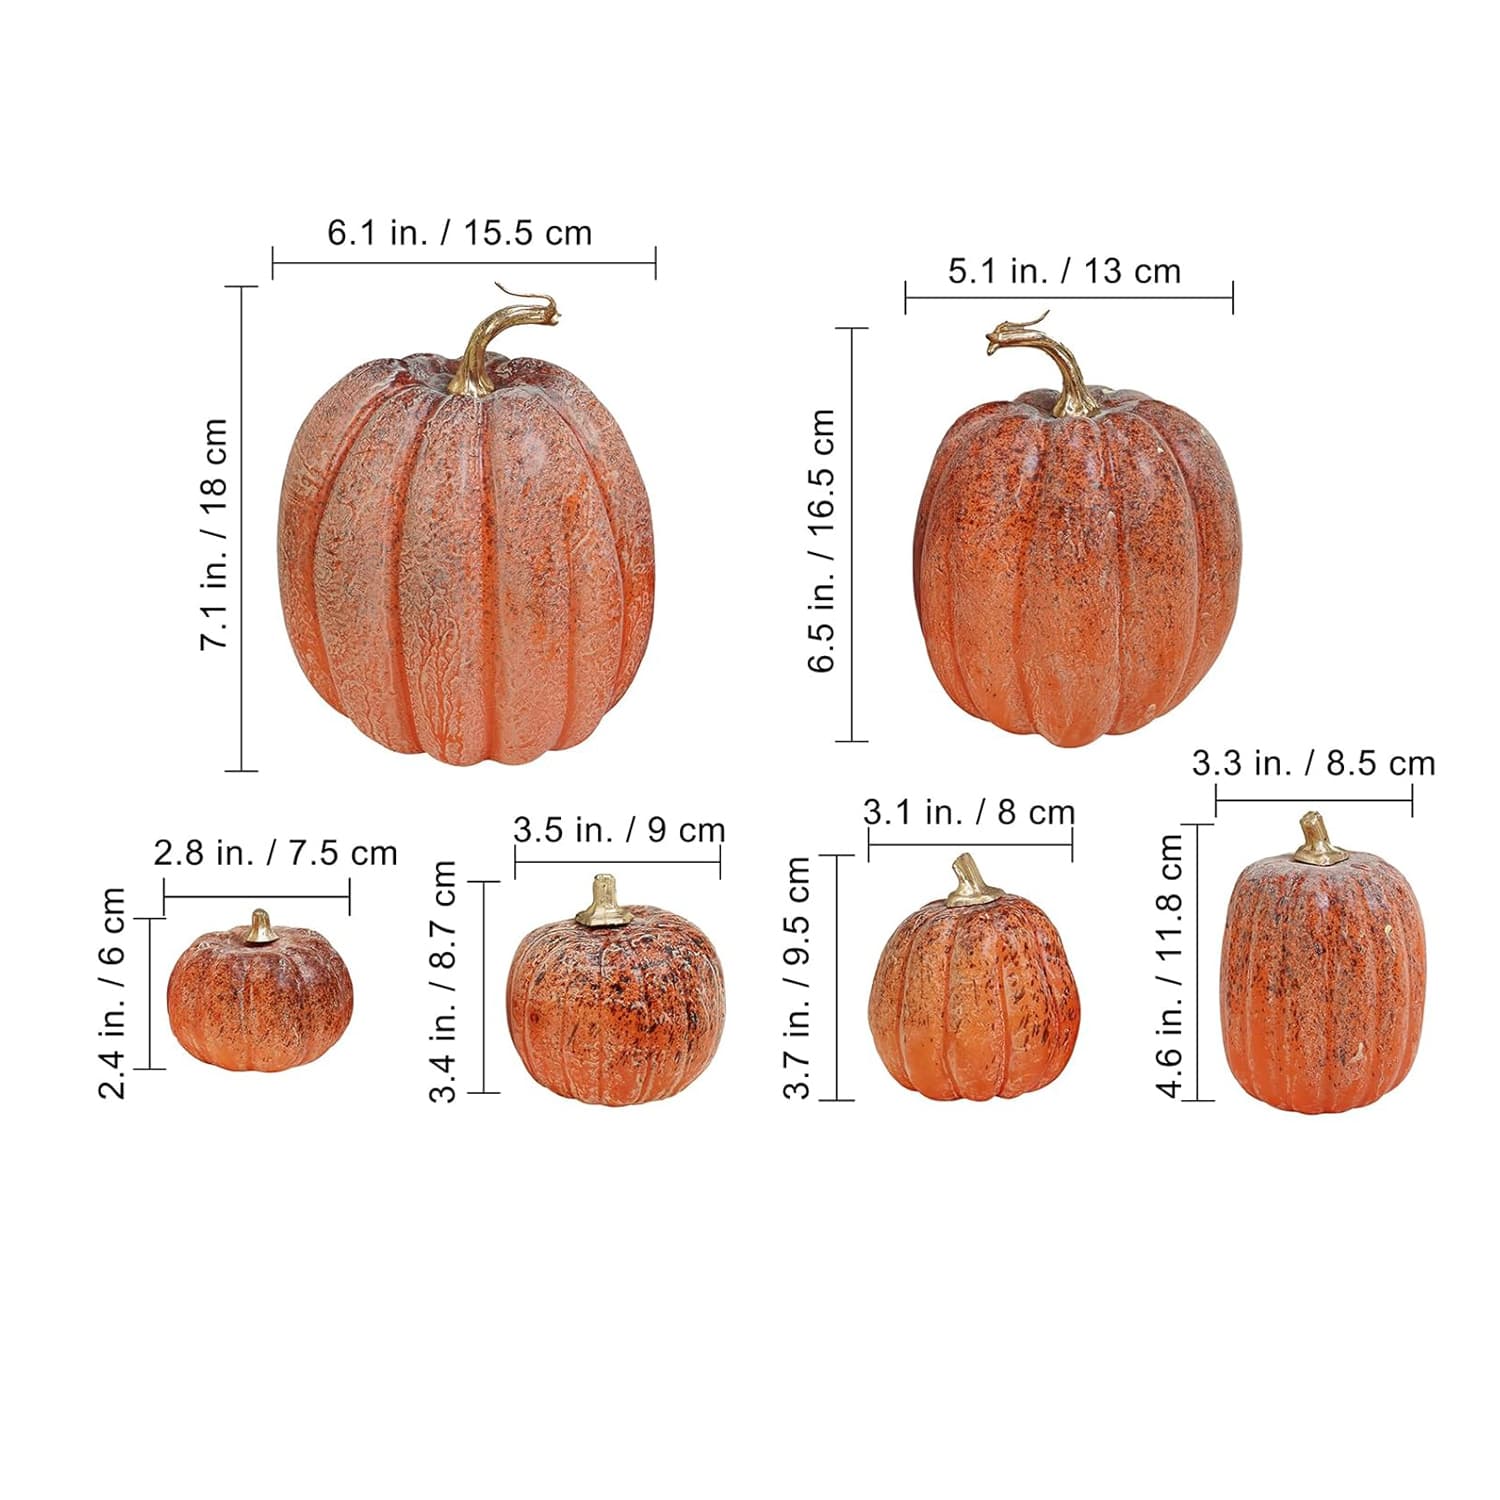 6.1 in. / 15.5 cm
7.1 in. / 18 cm
5.1 in. / 13 cm
6.5 in. / 16.5 cm
2.8 in. / 7.5 cm
2.4 in. / 6 cm
3.5 in. / 9 cm
3.4 in. / 8.7 cm
3.1 in. / 8 cm
3.7 in. / 9.5 cm
3.3 in. / 8.5 cm
4.6 in. / 11.8 cm